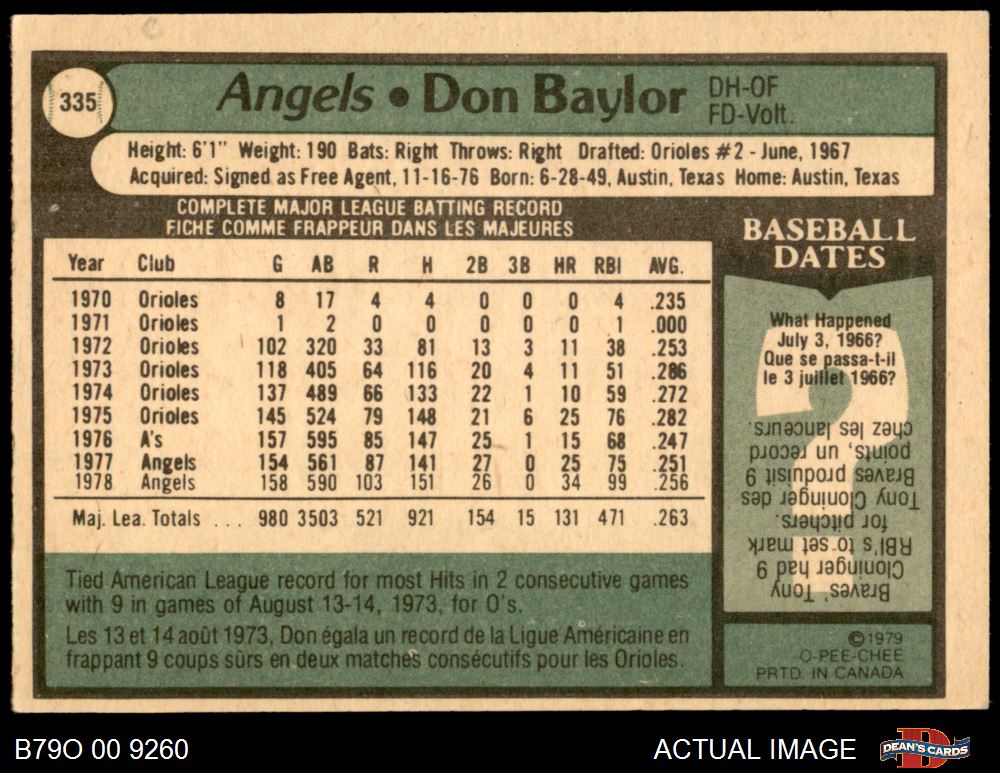 335
Angels • Don Baylor DH-OF
FD-Volt.
Height: 6'1" Weight: 190 Bats: Right Throws: Right Drafted: Orioles #2 - June, 1967
Acquired: Signed as Free Agent, 11-16-76 Born: 6-28-49, Austin, Texas Home: Austin, Texas
COMPLETE MAJOR LEAGUE BATTING RECORD
FICHE COMME FRAPPEUR DANS LES MAJEURES
Year Club G AB R H 2B 3B HR RBI AVG.
1970 Orioles 8 17 4 4 0 0 0 4 .235
1971 Orioles 1 2 0 0 0 0 0 1 .000
1972 Orioles 102 320 33 81 13 3 11 38 .253
1973 Orioles 118 405 64 116 20 4 11 51 .286
1974 Orioles 137 489 66 133 22 1 10 59 .272
1975 Orioles 145 524 79 148 21 6 25 76 .282
1976 A's 157 595 85 147 25 1 15 68 .247
1977 Angels 154 561 87 141 27 0 25 75 .251
1978 Angels 158 590 103 151 26 0 34 99 .256
Maj. Lea. Totals ... 980 3503 521 921 154 15 131 471 .263
Tied American League record for most Hits in 2 consecutive games
with 9 in games of August 13-14, 1973, for O's.
Les 13 et 14 août 1973, Don égala un record de la Ligue Américaine en
frappant 9 coups sûrs en deux matches consécutifs pour les Orioles.
BASEBALL
DATES
What Happened
July 3, 1966?
Que se passa-t-il
le 3 juillet 1966?
Braves' Tony
Cloninger had 9
RBI's to set mark
for pitchers.
Tony Cloninger des
Braves produisit 9
points, un record
chez les lanceurs.
©1979
O-PEE-CHEE
PRTD. IN CANADA
B79O 00 9260
ACTUAL IMAGE
DEAN'S CARDS